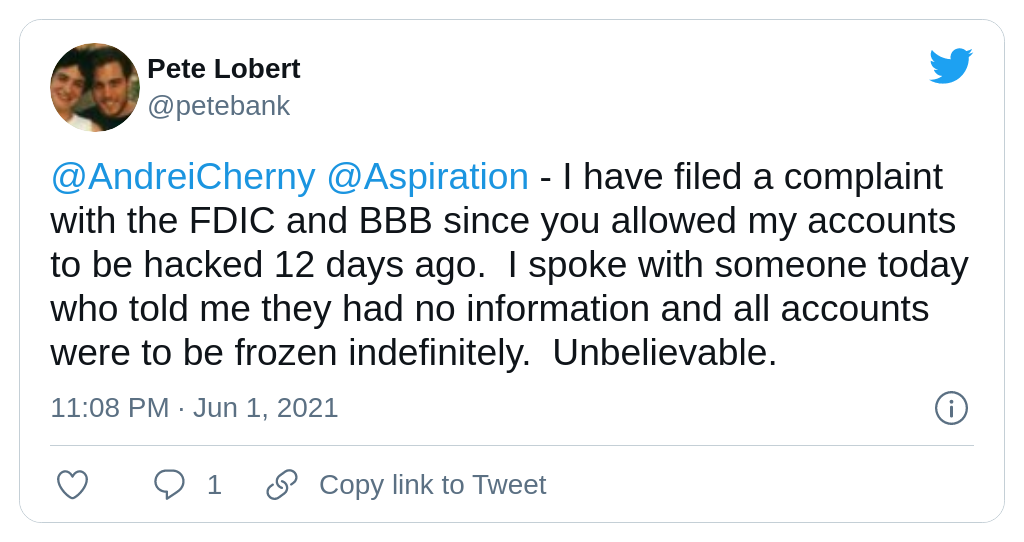 Pete Lobert
@petebank
@AndreiCherny @Aspiration - I have filed a complaint
with the FDIC and BBB since you allowed my accounts
to be hacked 12 days ago.  I spoke with someone today
who told me they had no information and all accounts
were to be frozen indefinitely.  Unbelievable.
11:08 PM · Jun 1, 2021
1 Copy link to Tweet